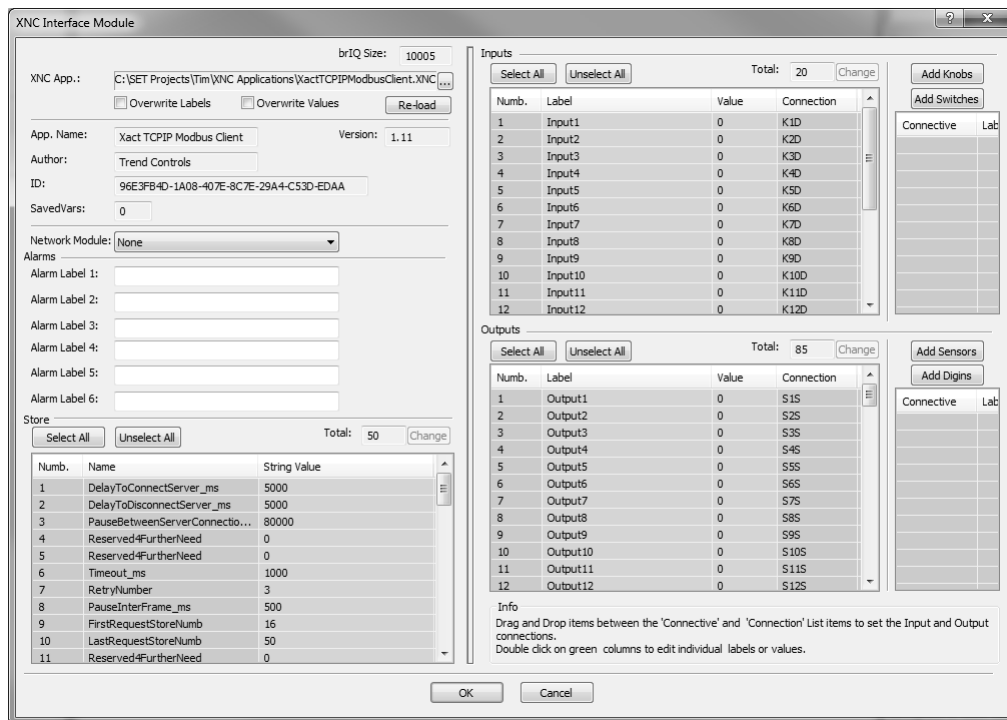 XNC Interface Module
brIQ Size: 10005
XNC App.: C:\SET Projects\Tim\XNC Applications\XactTCPIPModbusClient.XNC ...
Overwrite Labels Overwrite Values Re-load
App. Name: Xact TCPIP Modbus Client Version: 1.11
Author: Trend Controls
ID: 96E3FB4D-1A08-407E-8C7E-29A4-C53D-EDAA
SavedVars: 0
Network Module: None
Alarms
Alarm Label 1:
Alarm Label 2:
Alarm Label 3:
Alarm Label 4:
Alarm Label 5:
Alarm Label 6:
Store
Select All Unselect All Total: 50 Change
Numb. Name String Value
1 DelayToConnectServer_ms 5000
2 DelayToDisconnectServer_ms 5000
3 PauseBetweenServerConnectio... 80000
4 Reserved4FurtherNeed 0
5 Reserved4FurtherNeed 0
6 Timeout_ms 1000
7 RetryNumber 3
8 PauseInterFrame_ms 500
9 FirstRequestStoreNumb 16
10 LastRequestStoreNumb 50
11 Reserved4FurtherNeed 0
Inputs
Select All Unselect All Total: 20 Change
Numb. Label Value Connection
1 Input1 0 K1D
2 Input2 0 K2D
3 Input3 0 K3D
4 Input4 0 K4D
5 Input5 0 K5D
6 Input6 0 K6D
7 Input7 0 K7D
8 Input8 0 K8D
9 Input9 0 K9D
10 Input10 0 K10D
11 Input11 0 K11D
12 Input12 0 K12D
Add Knobs
Add Switches
Connective Lab
Outputs
Select All Unselect All Total: 85 Change
Numb. Label Value Connection
1 Output1 0 S1S
2 Output2 0 S2S
3 Output3 0 S3S
4 Output4 0 S4S
5 Output5 0 S5S
6 Output6 0 S6S
7 Output7 0 S7S
8 Output8 0 S8S
9 Output9 0 S9S
10 Output10 0 S10S
11 Output11 0 S11S
12 Output12 0 S12S
Add Sensors
Add Digins
Connective Lab
Info
Drag and Drop items between the 'Connective' and 'Connection' List items to set the Input and Output
connections.
Double click on green columns to edit individual labels or values.
OK Cancel